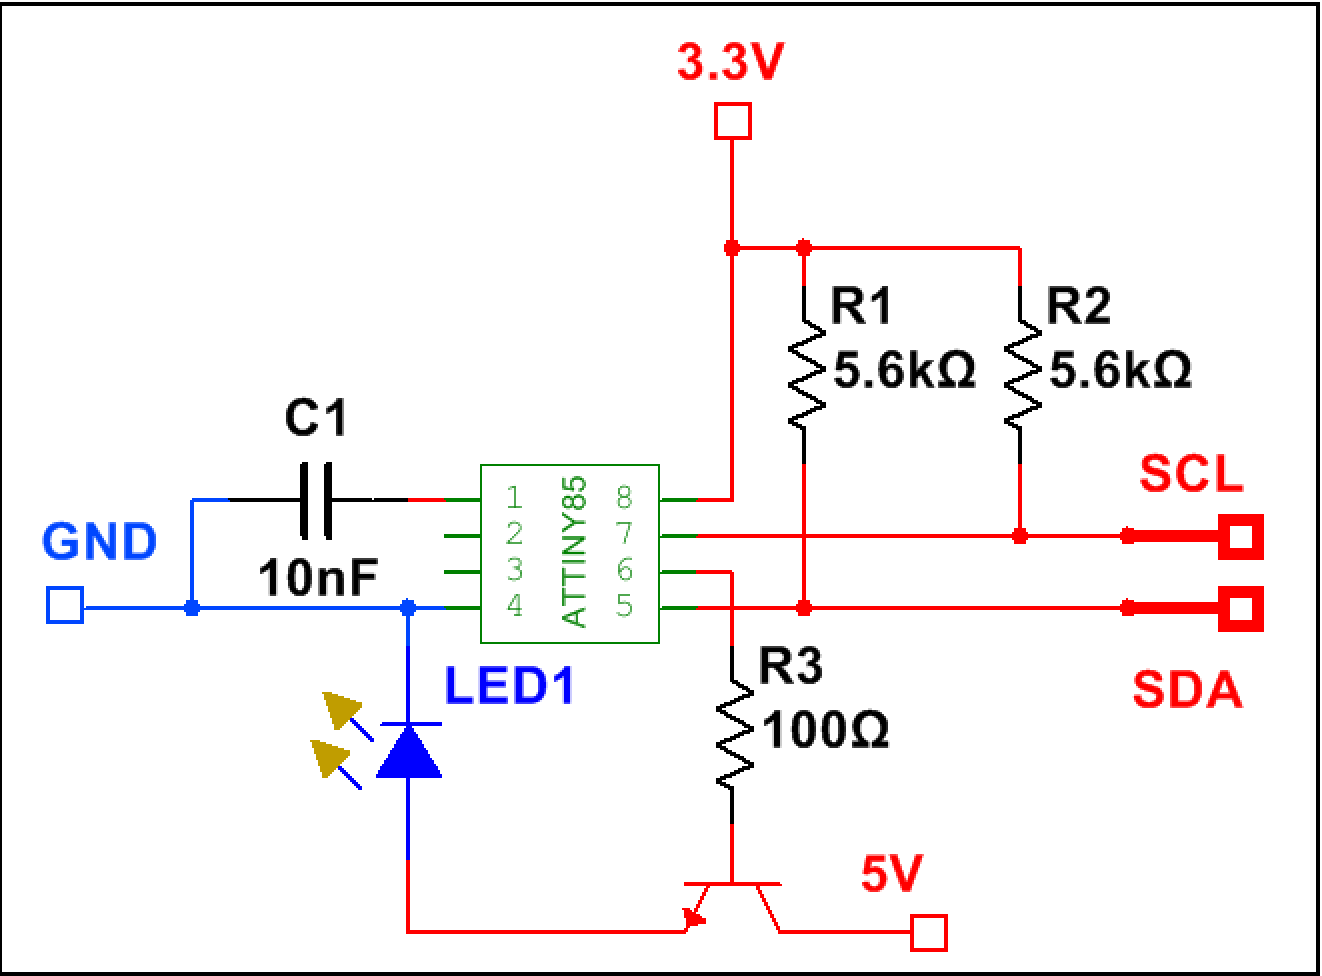 3.3V
R1
5.6kΩ
R2
5.6kΩ
C1
10nF
GND
SCL
SDA
1
2
3
4
ATTINY85
8
7
6
5
LED1
R3
100Ω
5V